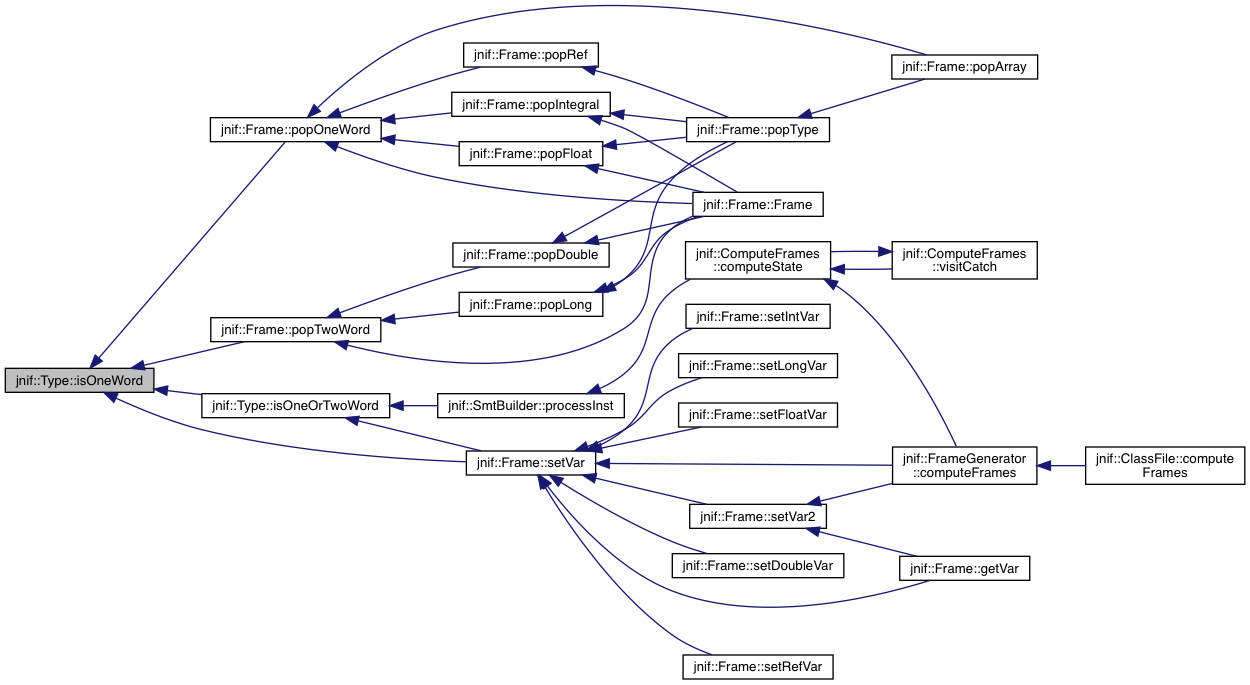 jnif::Frame::popRef
jnif::Frame::popArray
jnif::Frame::popIntegral
jnif::Frame::popOneWord
jnif::Frame::popType
jnif::Frame::popFloat
jnif::Frame::Frame
jnif::Frame::popDouble
jnif::ComputeFrames
::computeState
jnif::ComputeFrames
::visitCatch
jnif::Frame::popLong
jnif::Frame::setIntVar
jnif::Frame::popTwoWord
jnif::Frame::setLongVar
jnif::Type::isOneWord
jnif::Type::isOneOrTwoWord
jnif::SmtBuilder::processInst
jnif::Frame::setFloatVar
jnif::Frame::setVar
jnif::FrameGenerator
::computeFrames
jnif::ClassFile::compute
Frames
jnif::Frame::setVar2
jnif::Frame::setDoubleVar
jnif::Frame::getVar
jnif::Frame::setRefVar